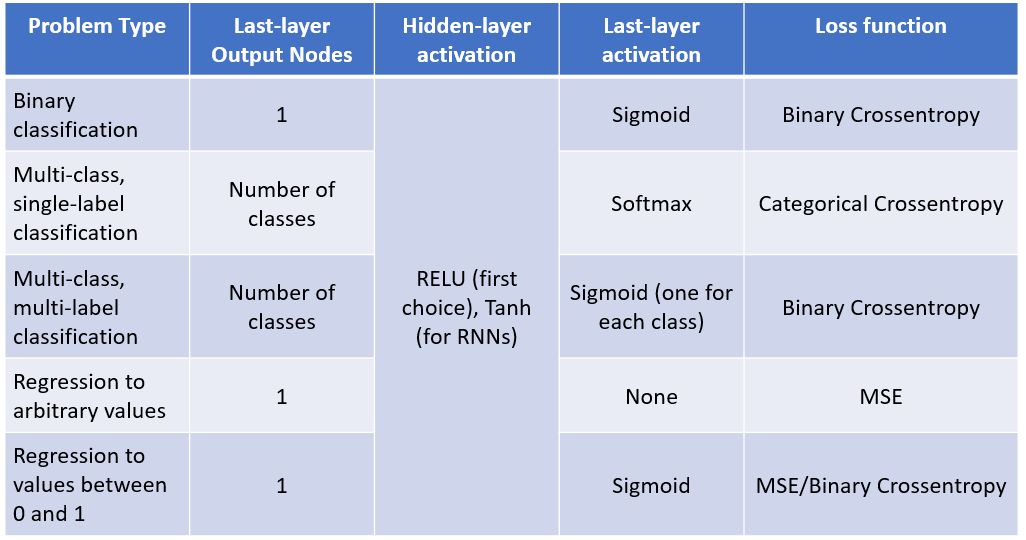 Problem Type
Last-layer
Output Nodes
Hidden-layer
activation
Last-layer
activation
Loss function
Binary
classification
1
Sigmoid
Binary Crossentropy
Multi-class,
single-label
classification
Number of
classes
Softmax
Categorical Crossentropy
Multi-class,
multi-label
classification
Number of
classes
RELU (first
choice), Tanh
(for RNNs)
Sigmoid (one for
each class)
Binary Crossentropy
Regression to
arbitrary values
1
None
MSE
Regression to
values between
0 and 1
1
Sigmoid
MSE/Binary Crossentropy